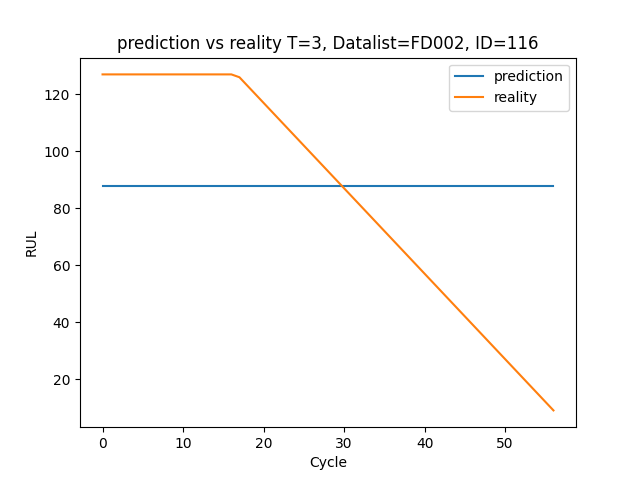 prediction vs reality T=3, Datalist=FD002, ID=116
prediction
reality
120
100
80
60
40
20
RUL
0 10 20 30 40 50
Cycle